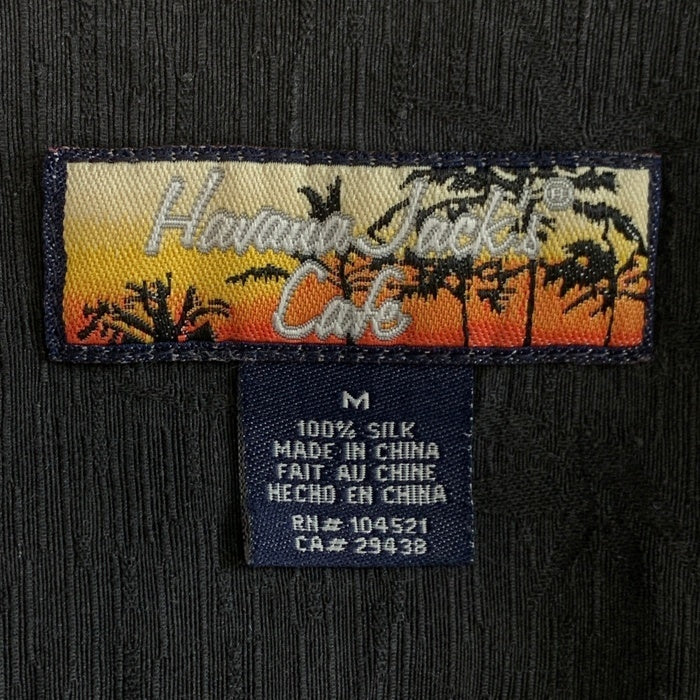 Havana Jack's®
Cafe
M
100% SILK
MADE IN CHINA
FAIT AU CHINE
HECHO EN CHINA
RN# 104521
CA# 29438